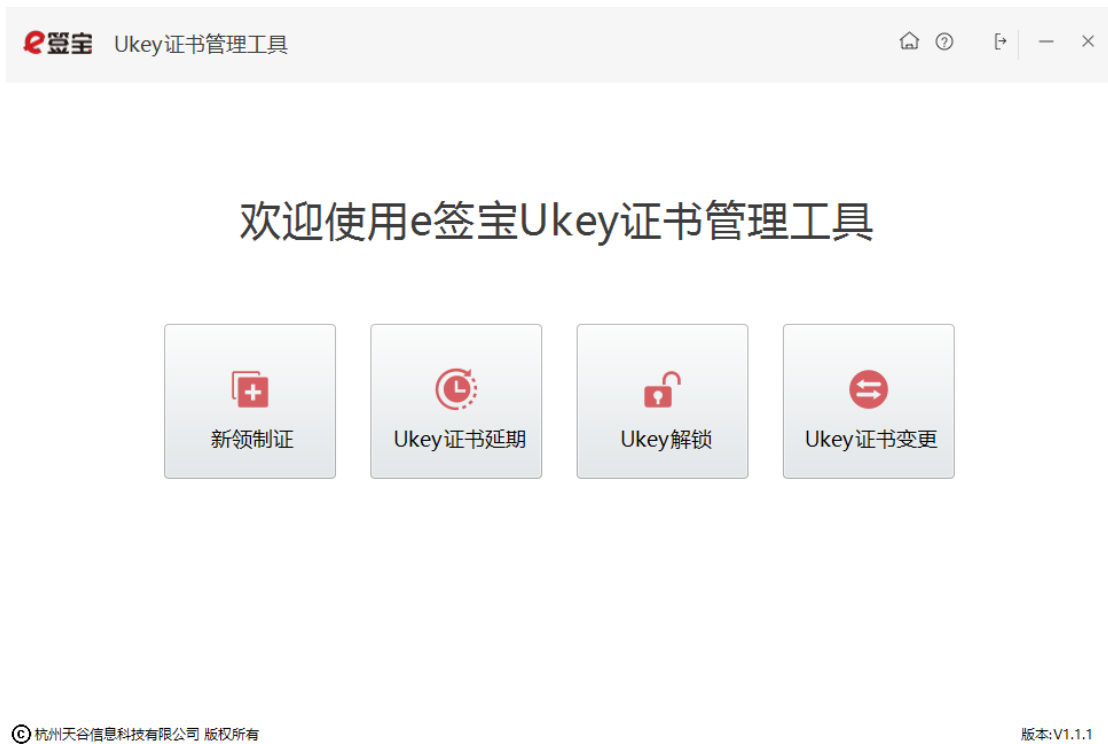 e签宝 Ukey证书管理工具
欢迎使用e签宝Ukey证书管理工具
新领制证 Ukey证书延期 Ukey解锁 Ukey证书变更
©杭州天谷信息科技有限公司 版权所有 版本:V1.1.1